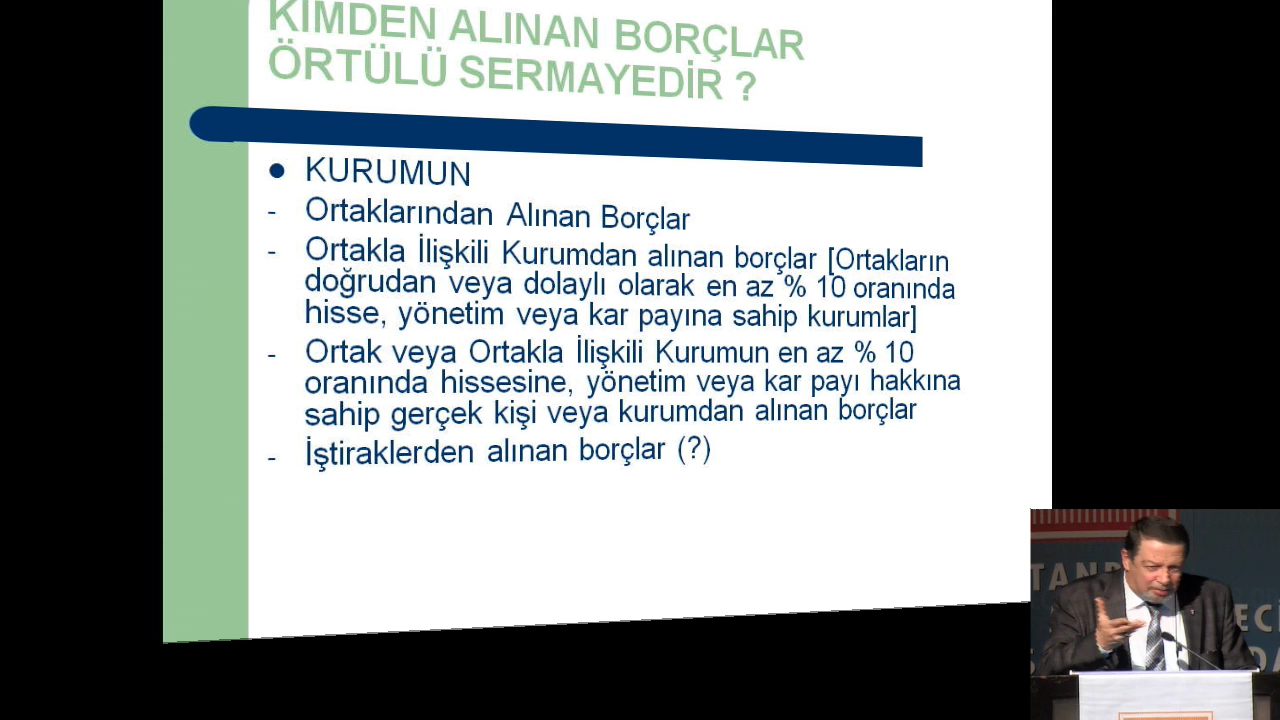 KİMDEN ALINAN BORÇLAR
ÖRTÜLÜ SERMAYEDİR ?
● KURUMUN
- Ortaklarından Alınan Borçlar
- Ortakla İlişkili Kurumdan alınan borçlar [Ortakların
doğrudan veya dolaylı olarak en az % 10 oranında
hisse, yönetim veya kar payına sahip kurumlar]
- Ortak veya Ortakla İlişkili Kurumun en az % 10
oranında hissesine, yönetim veya kar payı hakkına
sahip gerçek kişi veya kurumdan alınan borçlar
- İştiraklerden alınan borçlar (?)